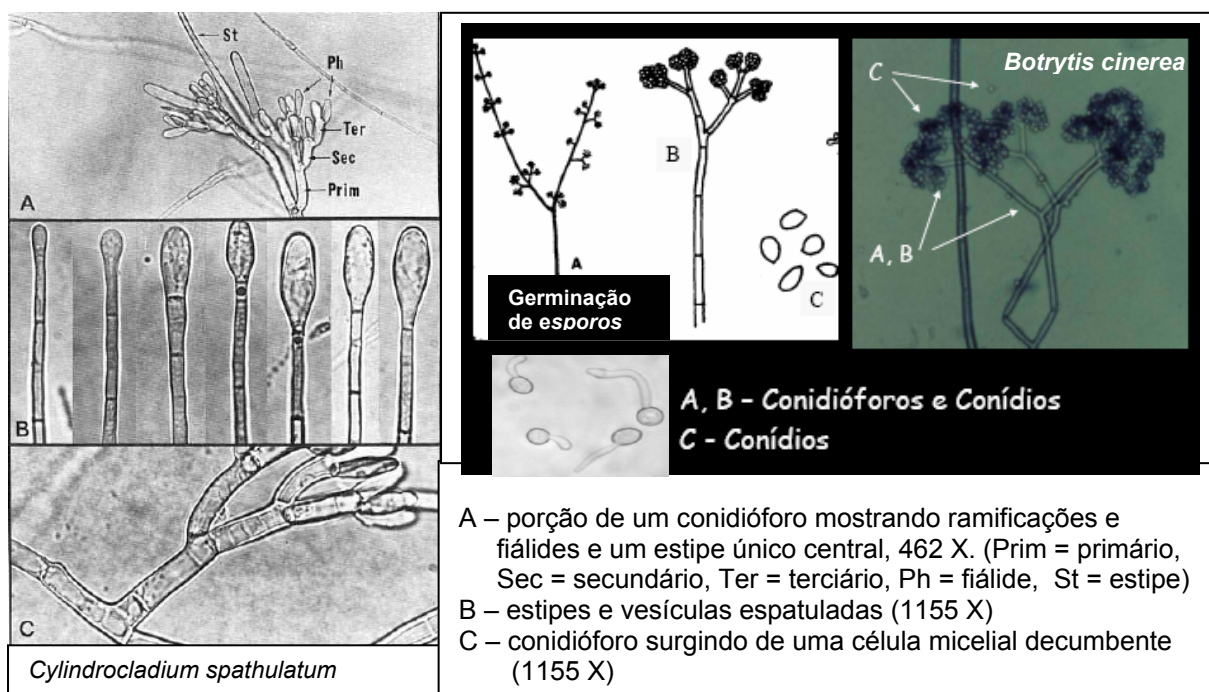 St
Ph
Ter
Sec
Prim
A
B
C
Cylindrocladium spathulatum
A
B
C
Germinação
de esporos
Botrytis cinerea
C
A, B
A, B – Conidióforos e Conídios
C - Conídios
A – porção de um conidióforo mostrando ramificações e
fiálides e um estipe único central, 462 X. (Prim = primário,
Sec = secundário, Ter = terciário, Ph = fiálide, St = estipe)
B – estipes e vesículas espatuladas (1155 X)
C – conidióforo surgindo de uma célula micelial decumbente
(1155 X)